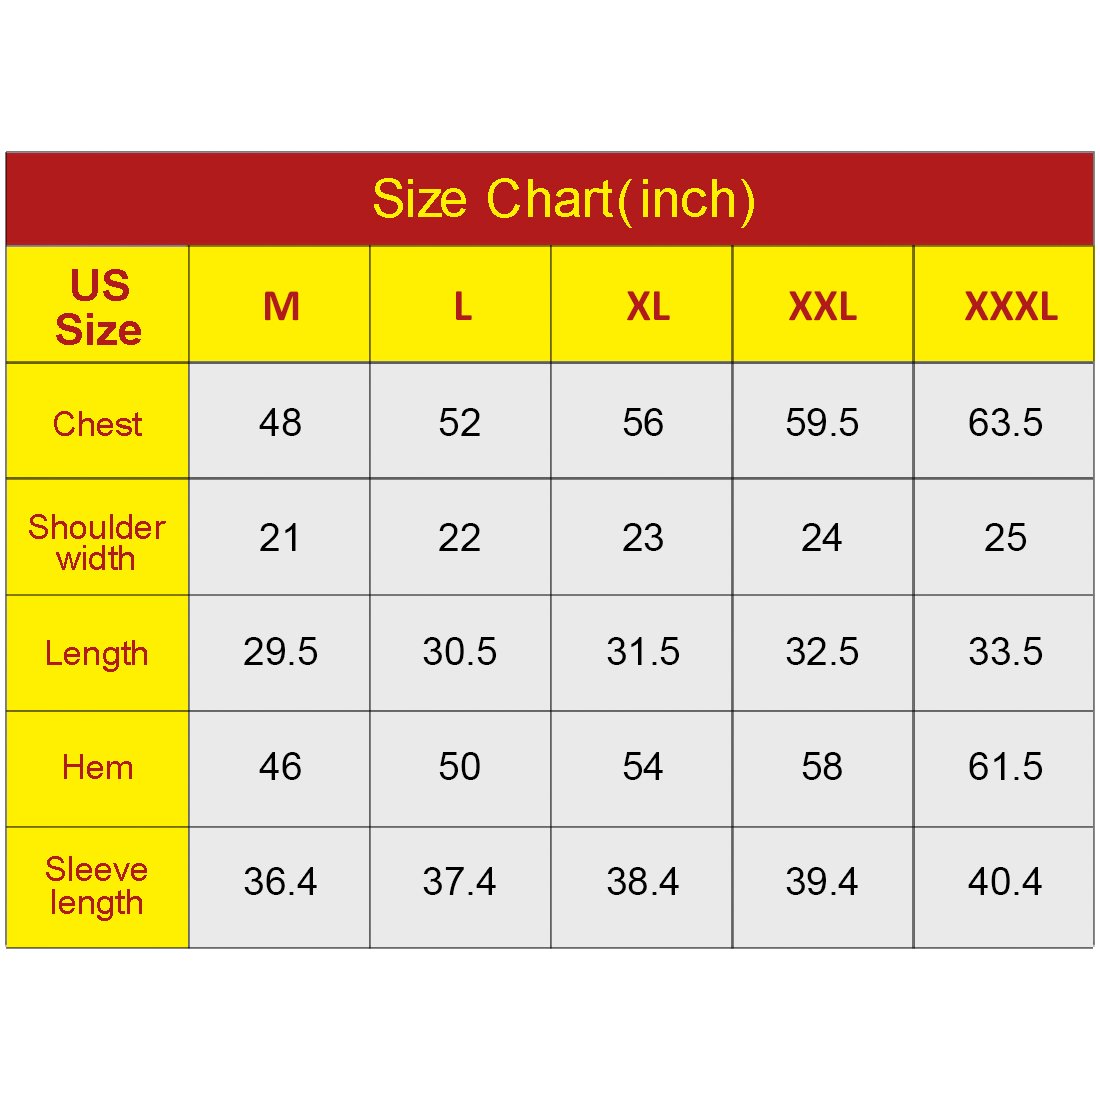 Size Chart(inch)
US
Size
M L XL XXL XXXL
Chest 48 52 56 59.5 63.5
Shoulder
width
21 22 23 24 25
Length 29.5 30.5 31.5 32.5 33.5
Hem 46 50 54 58 61.5
Sleeve
length
36.4 37.4 38.4 39.4 40.4